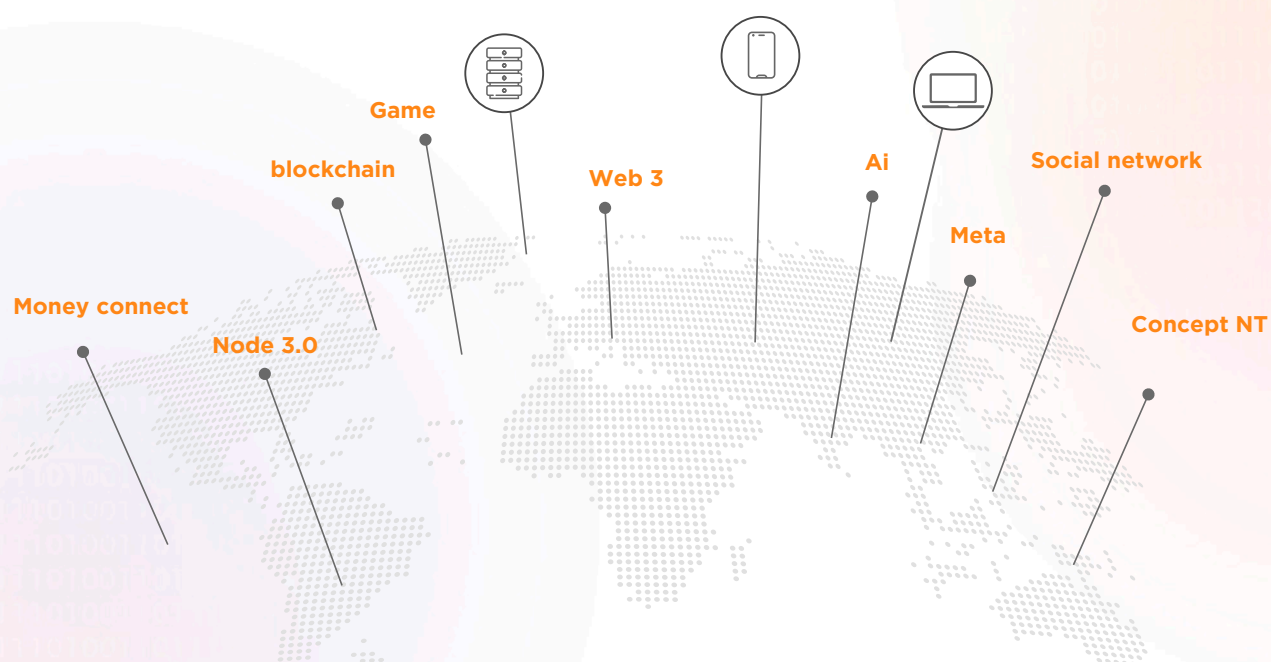 Game
blockchain
Web 3
Ai
Social network
Meta
Money connect
Node 3.0
Concept NT